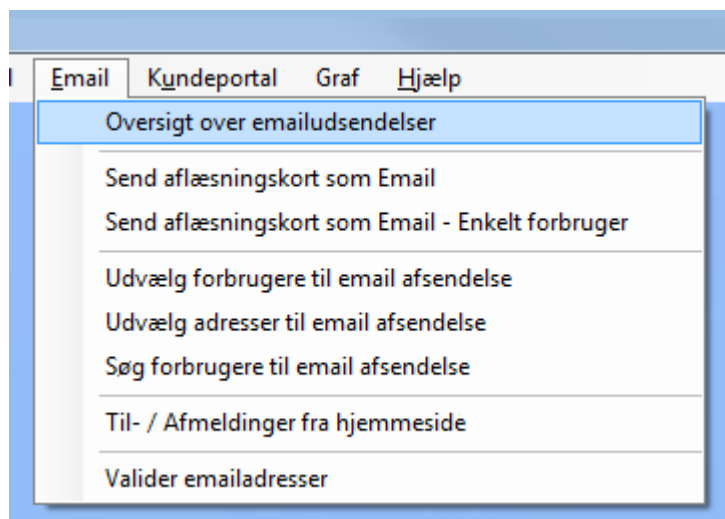 Email Kundeportal Graf Hjælp
Oversigt over emailudsendelser
Send aflæsningskort som Email
Send aflæsningskort som Email - Enkelt forbruger
Udvælg forbrugere til email afsendelse
Udvælg adresser til email afsendelse
Søg forbrugere til email afsendelse
Til- / Afmeldinger fra hjemmeside
Valider emailadresser